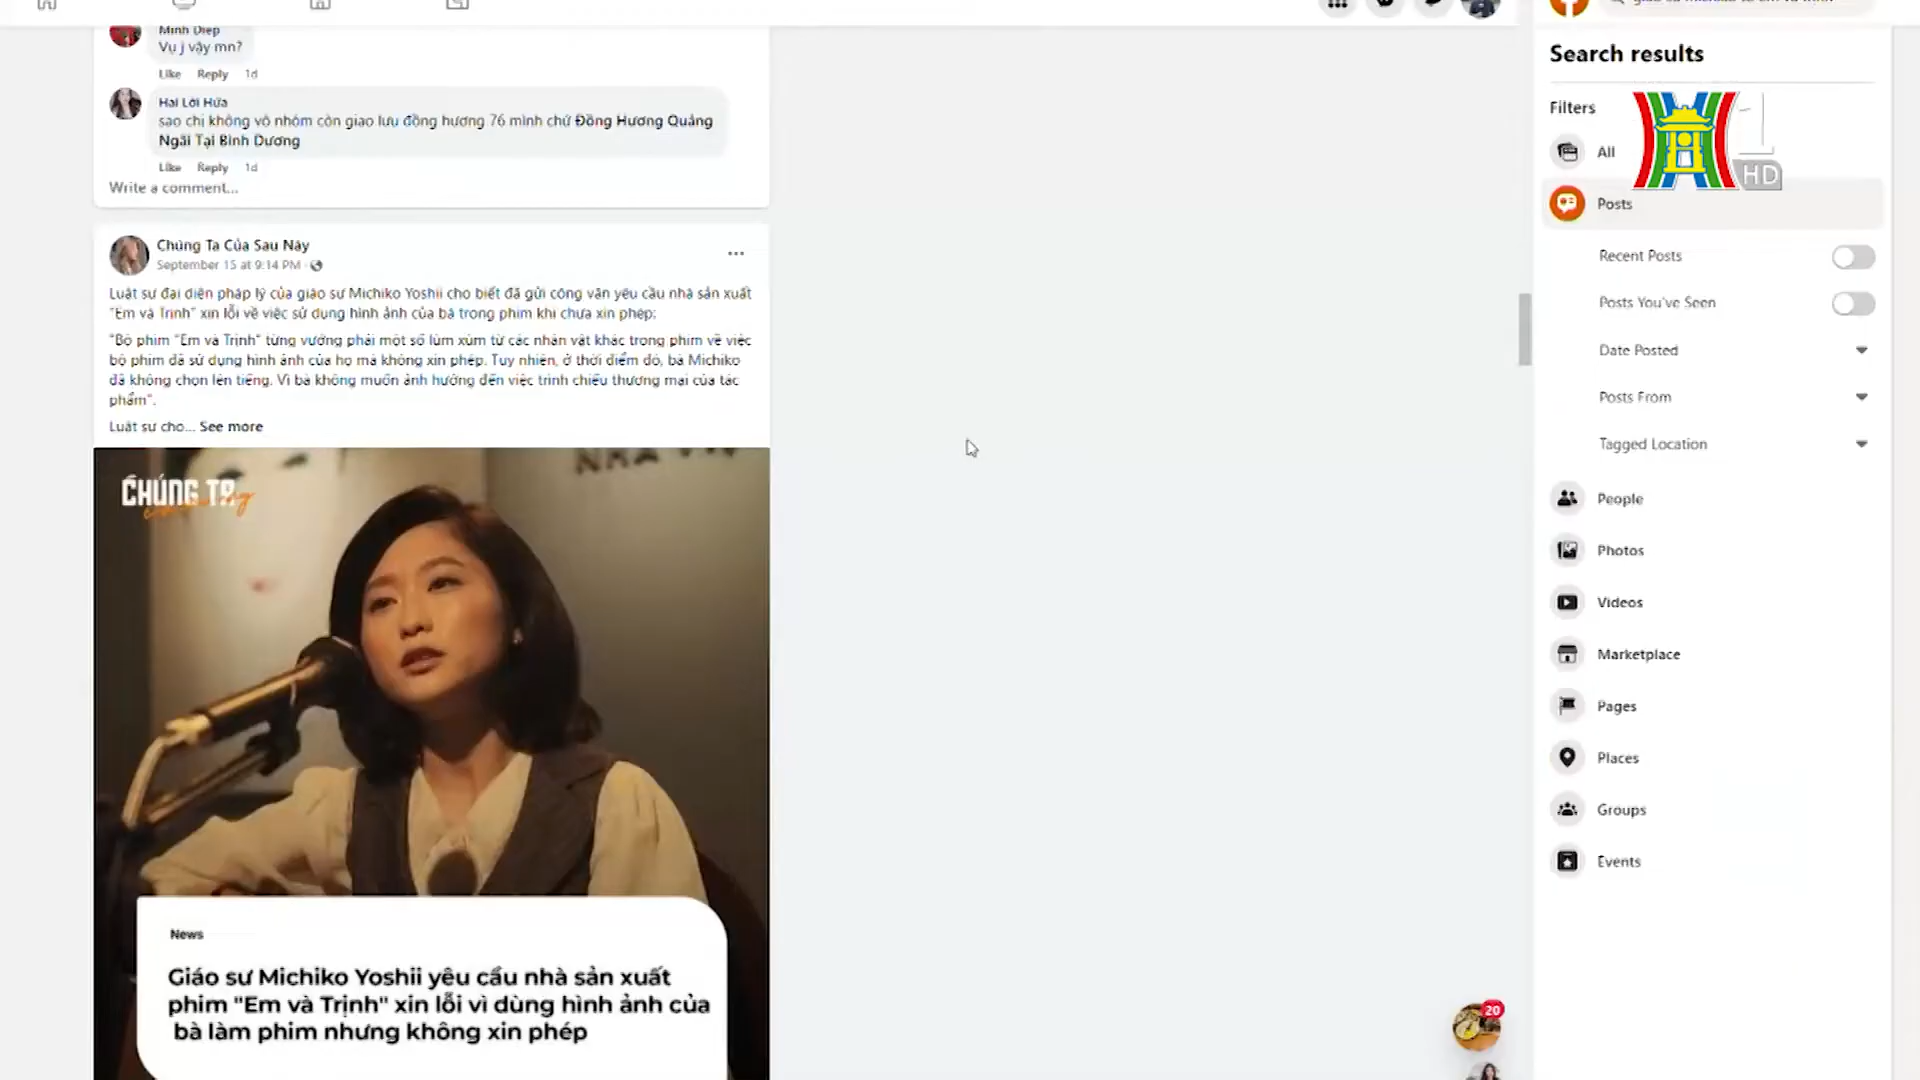 Minh Diep
Vụ j vậy mn?
Like Reply 1d
Hai Lời Hứa
sao chị không vô nhóm còn giao lưu đồng hương 76 mình chứ Đồng Hương Quảng
Ngãi Tại Bình Dương
Like Reply 1d
Write a comment...
Chúng Ta Của Sau Này
September 15 at 9:14 PM
Luật sư đại diện pháp lý của giáo sư Michiko Yoshii cho biết đã gửi công văn yêu cầu nhà sản xuất
"Em và Trịnh" xin lỗi về việc sử dụng hình ảnh của bà trong phim khi chưa xin phép:
"Bộ phim "Em và Trịnh" từng vướng phải một số lùm xùm từ các nhân vật khác trong phim về việc
bộ phim đã sử dụng hình ảnh của họ mà không xin phép. Tuy nhiên, ở thời điểm đó, bà Michiko
đã không chọn lên tiếng. Vì bà không muốn ảnh hưởng đến việc trình chiếu thương mại của tác
phẩm".
Luật sư cho... See more
CHÚNG TA
News
Giáo sư Michiko Yoshii yêu cầu nhà sản xuất
phim "Em và Trịnh" xin lỗi vì dùng hình ảnh của
bà làm phim nhưng không xin phép
20
Search results
Filters
All
Posts
Recent Posts
Posts You've Seen
Date Posted
Posts From
Tagged Location
People
Photos
Videos
Marketplace
Pages
Places
Groups
Events
1
HD